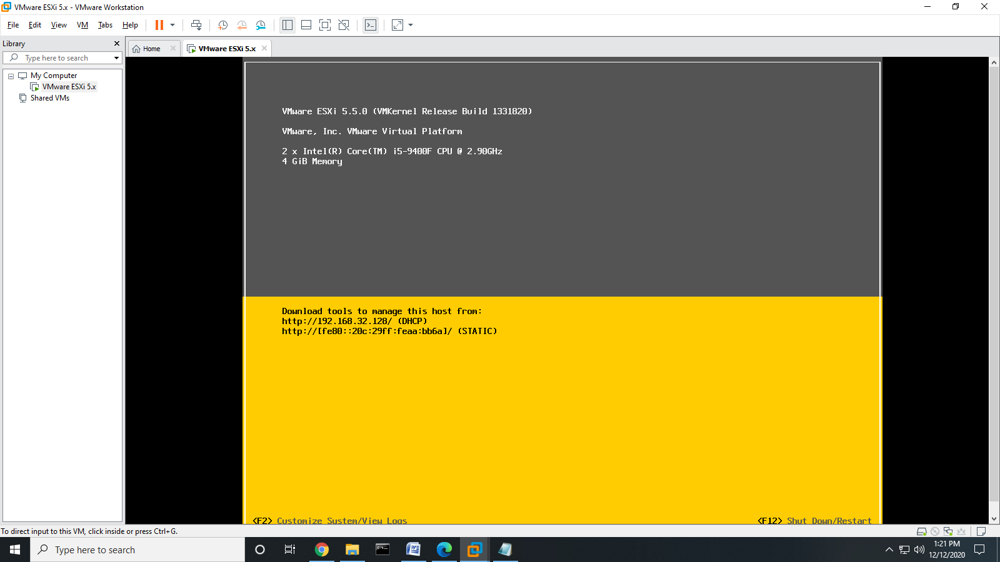 VMware ESXi 5.x - VMware Workstation
File Edit View VM Tabs Help
Library
Type here to search
My Computer
VMware ESXi 5.x
Shared VMs
Home
VMware ESXi 5.x
VMware ESXi 5.5.0 (VMKernel Release Build 1331820)
VMware, Inc. VMware Virtual Platform
2 x Intel(R) Core(TM) i5-9400F CPU @ 2.90GHz
4 GiB Memory
Download tools to manage this host from:
http://192.168.32.128/ (DHCP)
http://[fe80::20c:29ff:feaa:bb6a]/ (STATIC)
<F2> Customize System/View Logs
<F12> Shut Down/Restart
To direct input to this VM, click inside or press Ctrl+G.
Type here to search
1:21 PM
12/12/2020